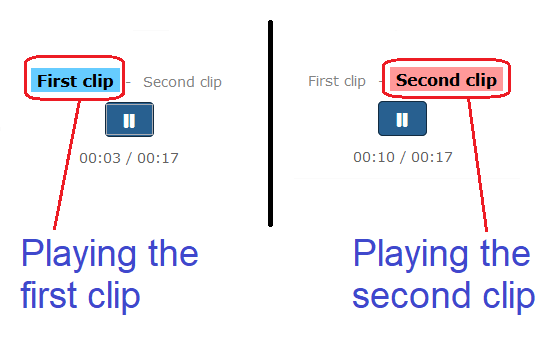 First clip - Second clip
00:03 / 00:17
Playing the
first clip
First clip - Second clip
00:10 / 00:17
Playing the
second clip